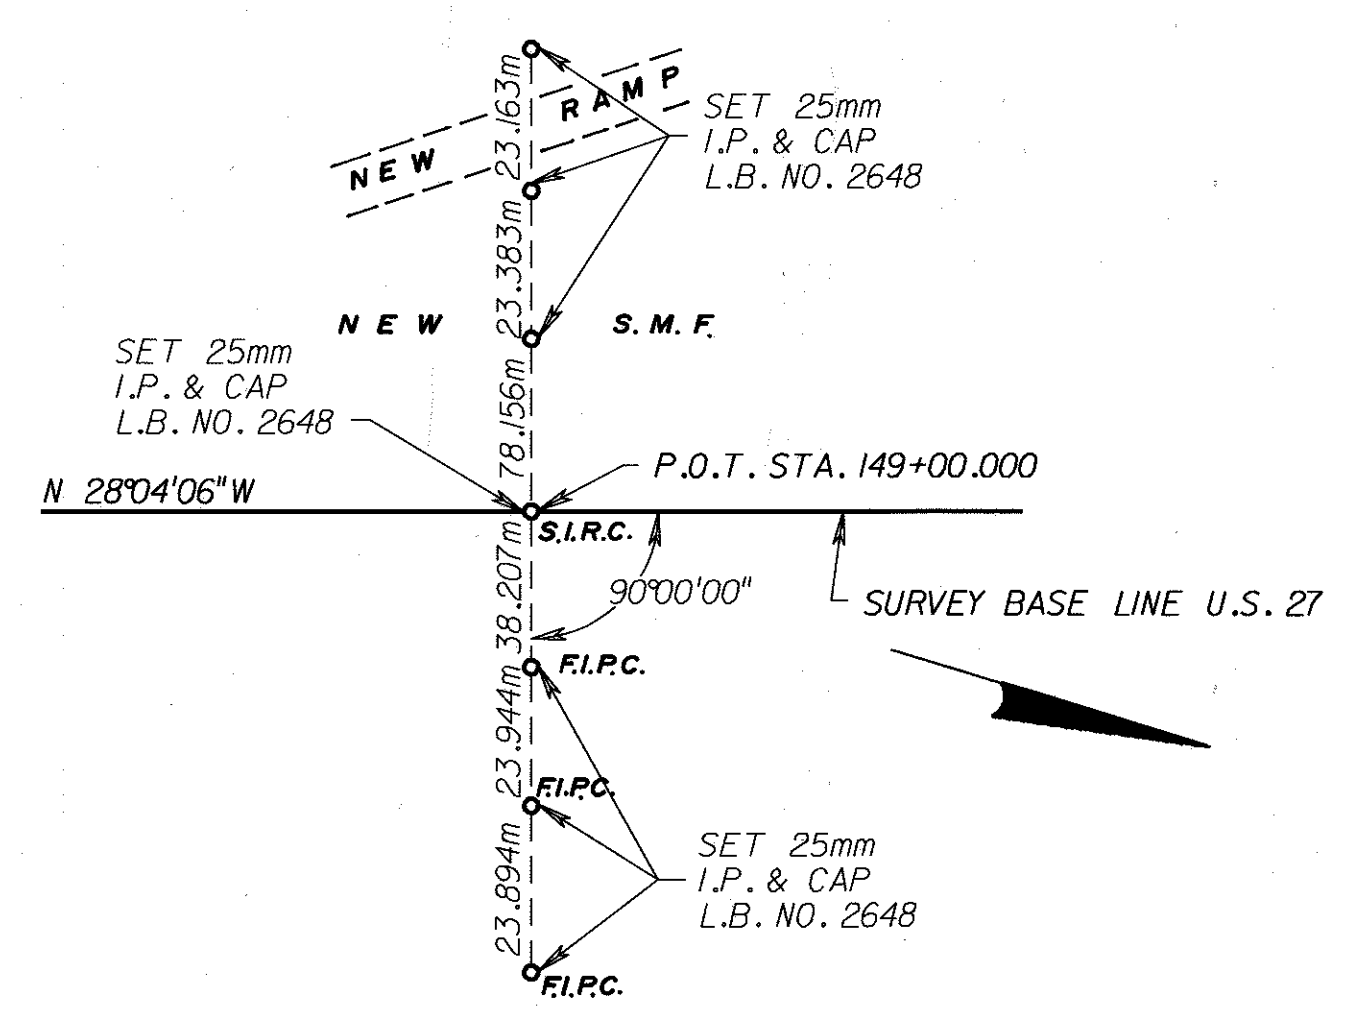 23.163m
NEW RAMP
SET 25mm
I.P. & CAP
L.B. NO. 2648
23.383m
NEW S.M.F.
SET 25mm
I.P. & CAP
L.B. NO. 2648
78.156m
P.O.T. STA. 149+00.000
N 28°04'06"W
S.I.R.C.
38.207m
90°00'00"
SURVEY BASE LINE U.S. 27
F.I.P.C.
23.944m
F.I.P.C.
SET 25mm
I.P. & CAP
L.B. NO. 2648
23.894m
F.I.P.C.